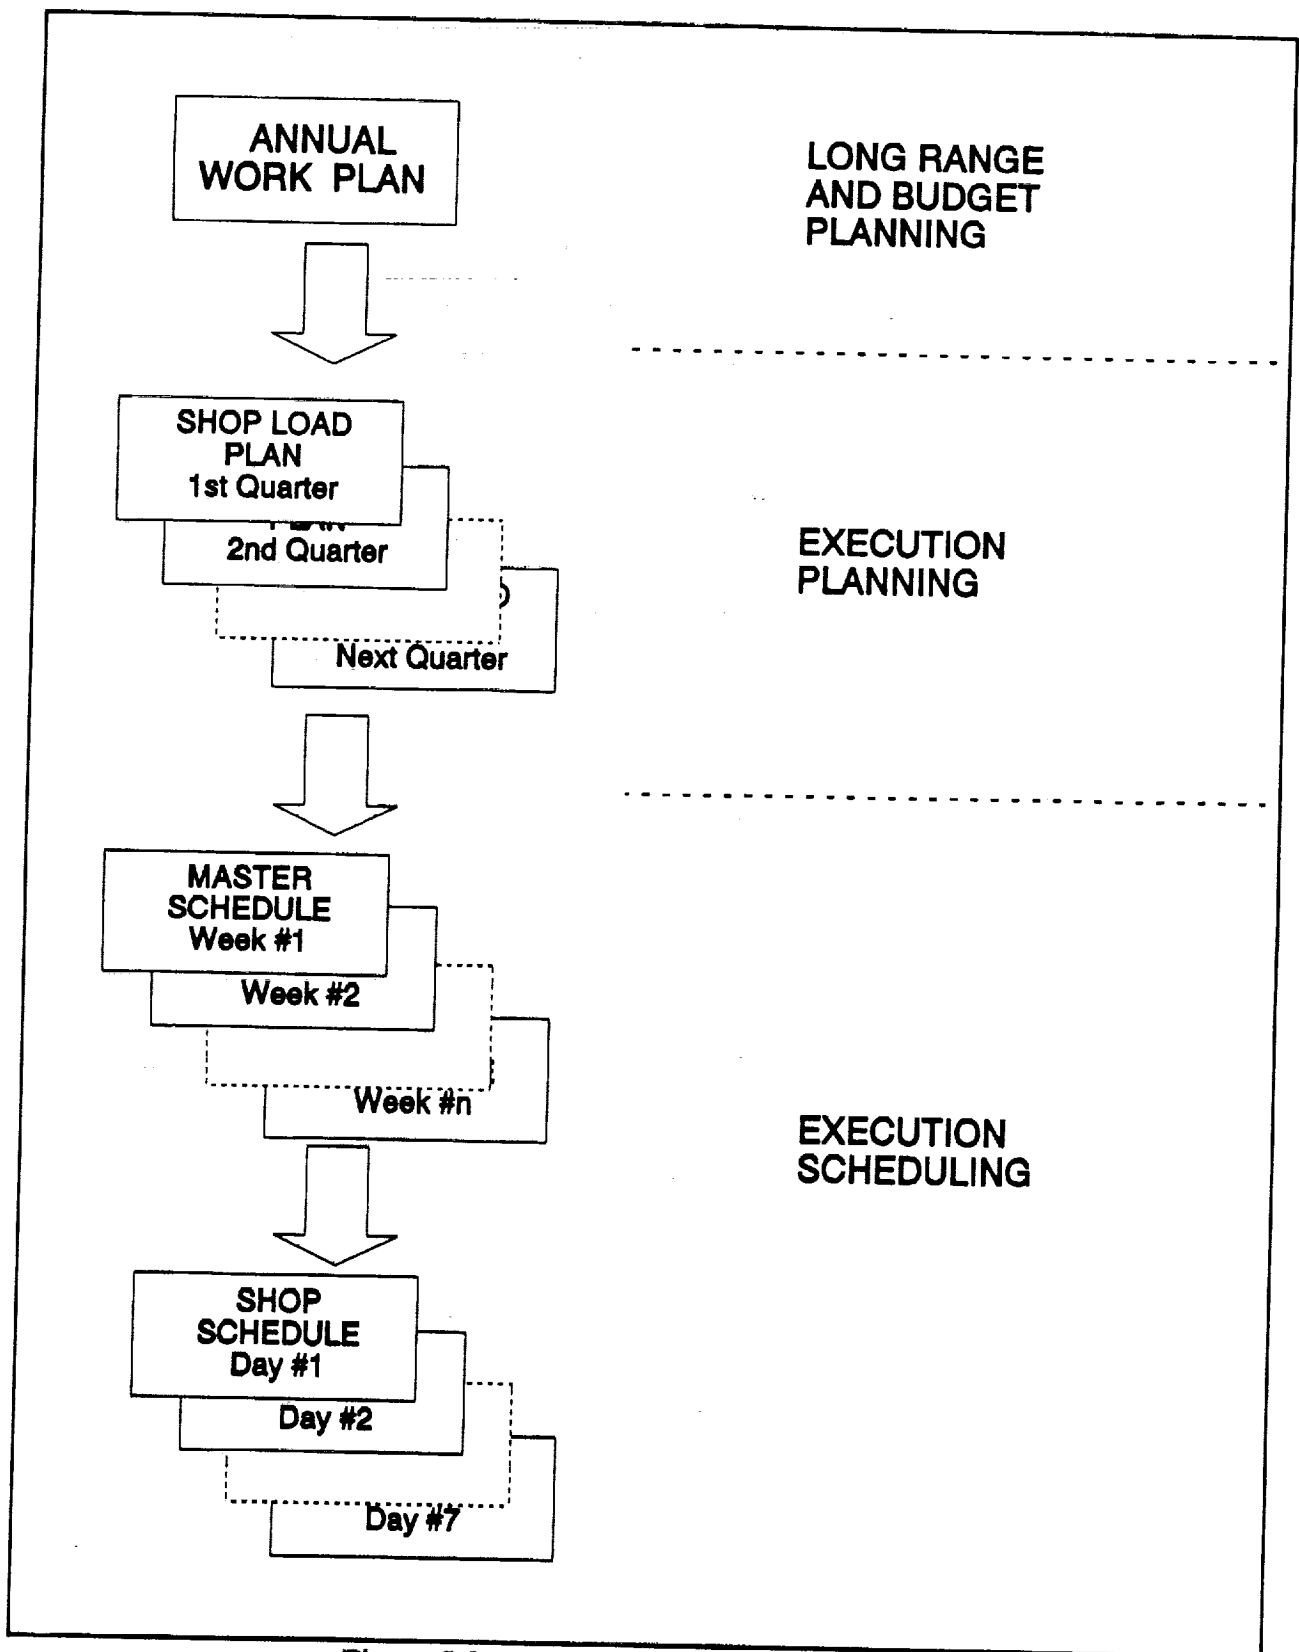 ANNUAL
WORK PLAN
LONG RANGE
AND BUDGET
PLANNING
SHOP LOAD
PLAN
1st Quarter
2nd Quarter
Next Quarter
EXECUTION
PLANNING
MASTER
SCHEDULE
Week #1
Week #2
Week #n
EXECUTION
SCHEDULING
SHOP
SCHEDULE
Day #1
Day #2
Day #7